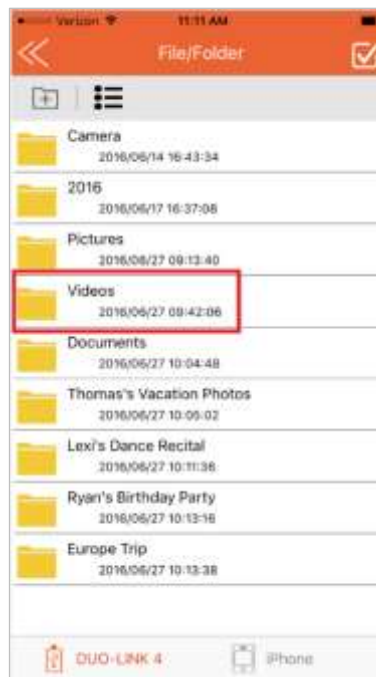 Verizon 11:11 AM
File/Folder
Camera
2016/06/14 16:43:34
2016
2016/06/17 16:37:08
Pictures
2016/06/27 09:13:40
Videos
2016/06/27 09:42:06
Documents
2016/06/27 10:04:48
Thomas's Vacation Photos
2016/06/27 10:05:02
Lexi's Dance Recital
2016/06/27 10:11:36
Ryan's Birthday Party
2016/06/27 10:13:16
Europe Trip
2016/06/27 10:13:38
DUO-LINK 4 iPhone